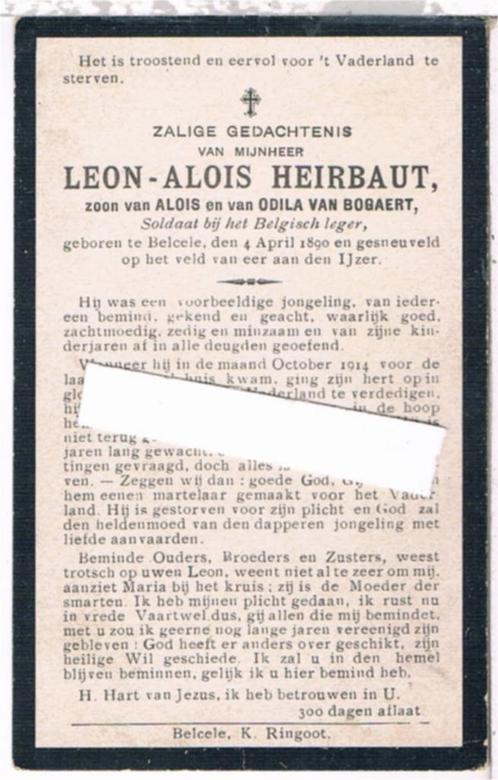 Het is troostend en eervol voor 't Vaderland te
sterven.
ZALIGE GEDACHTENIS
VAN MIJNHEER
LEON-ALOIS HEIRBAUT,
zoon van ALOIS en van ODILA VAN BOGAERT,
Soldaat bij het Belgisch leger,
geboren te Belcele, den 4 April 1890 en gesneuveld
op het veld van eer aan den IJzer.
Hij was een voorbeeldige jongeling, van ieder-
een bemind, gekend en geacht, waarlijk goed,
zachtmoedig, zedig en minzaam en van zijne kin-
derjaren af in alle deugden geoefend.
Wanneer hij in de maand October 1914 voor de
kwam, ging zijn hert op in
te verdedigen,
in de hoop
niet terug
jaren lang gewacht,
tingen gevraagd, doch alles
ven. — Zeggen wij dan : goede God,
hem eenen martelaar gemaakt voor het Vader-
land. Hij is gestorven voor zijn plicht en God zal
den heldenmoed van den dapperen jongeling met
liefde aanvaarden.
Beminde Ouders, Broeders en Zusters, weest
trotsch op uwen Leon, weent niet al te zeer om mij,
aanziet Maria bij het kruis ; zij is de Moeder der
smarten. Ik heb mijnen plicht gedaan, ik rust nu
in vrede Vaartwel dus, gij allen die mij bemindet,
met u zou ik geerne nog lange jaren vereenigd zijn
gebleven : God heeft er anders over geschikt, zijn
heilige Wil geschiede. Ik zal u in den hemel
blijven beminnen, gelijk ik u hier bemind heb.
H. Hart van Jezus, ik heb betrouwen in U.
300 dagen aflaat
Belcele, K. Ringoot.